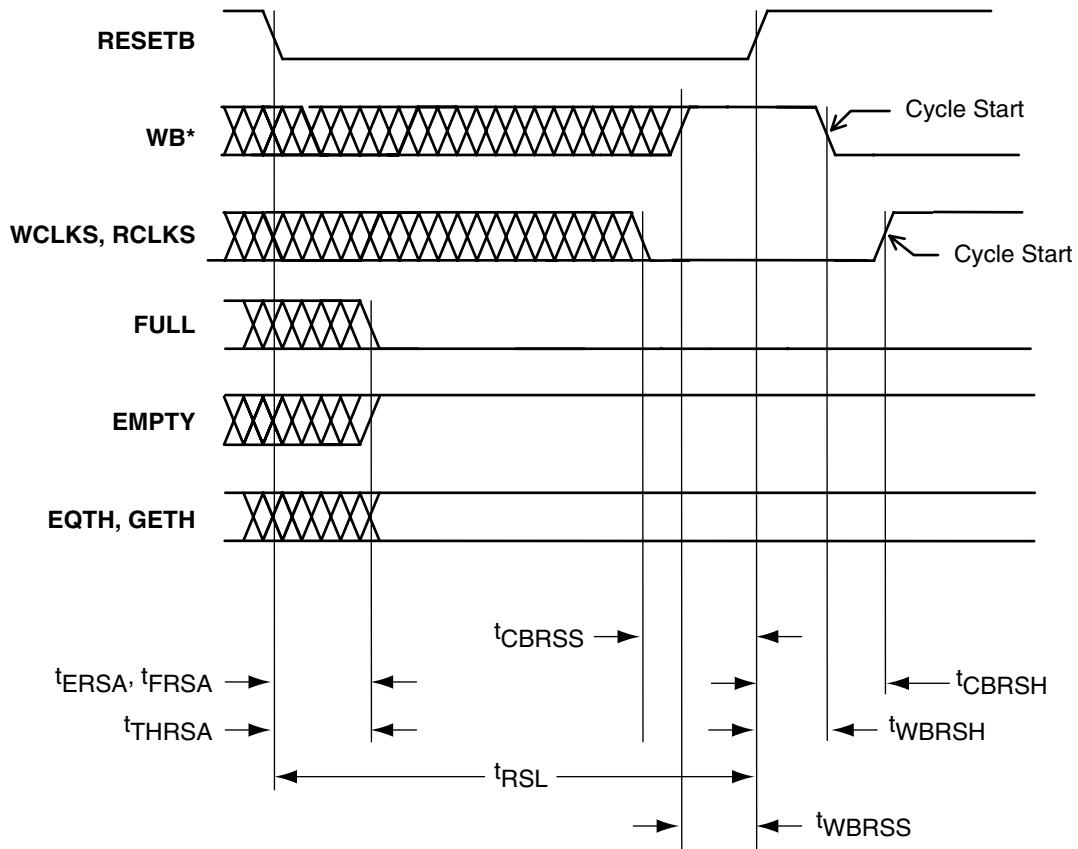 RESETB
WB*
Cycle Start
WCLKS, RCLKS
Cycle Start
FULL
EMPTY
EQTH, GETH
tCBRSS
tERSA, tFRSA
tCBRSH
tTHRSA
tWBRSH
tRSL
tWBRSS